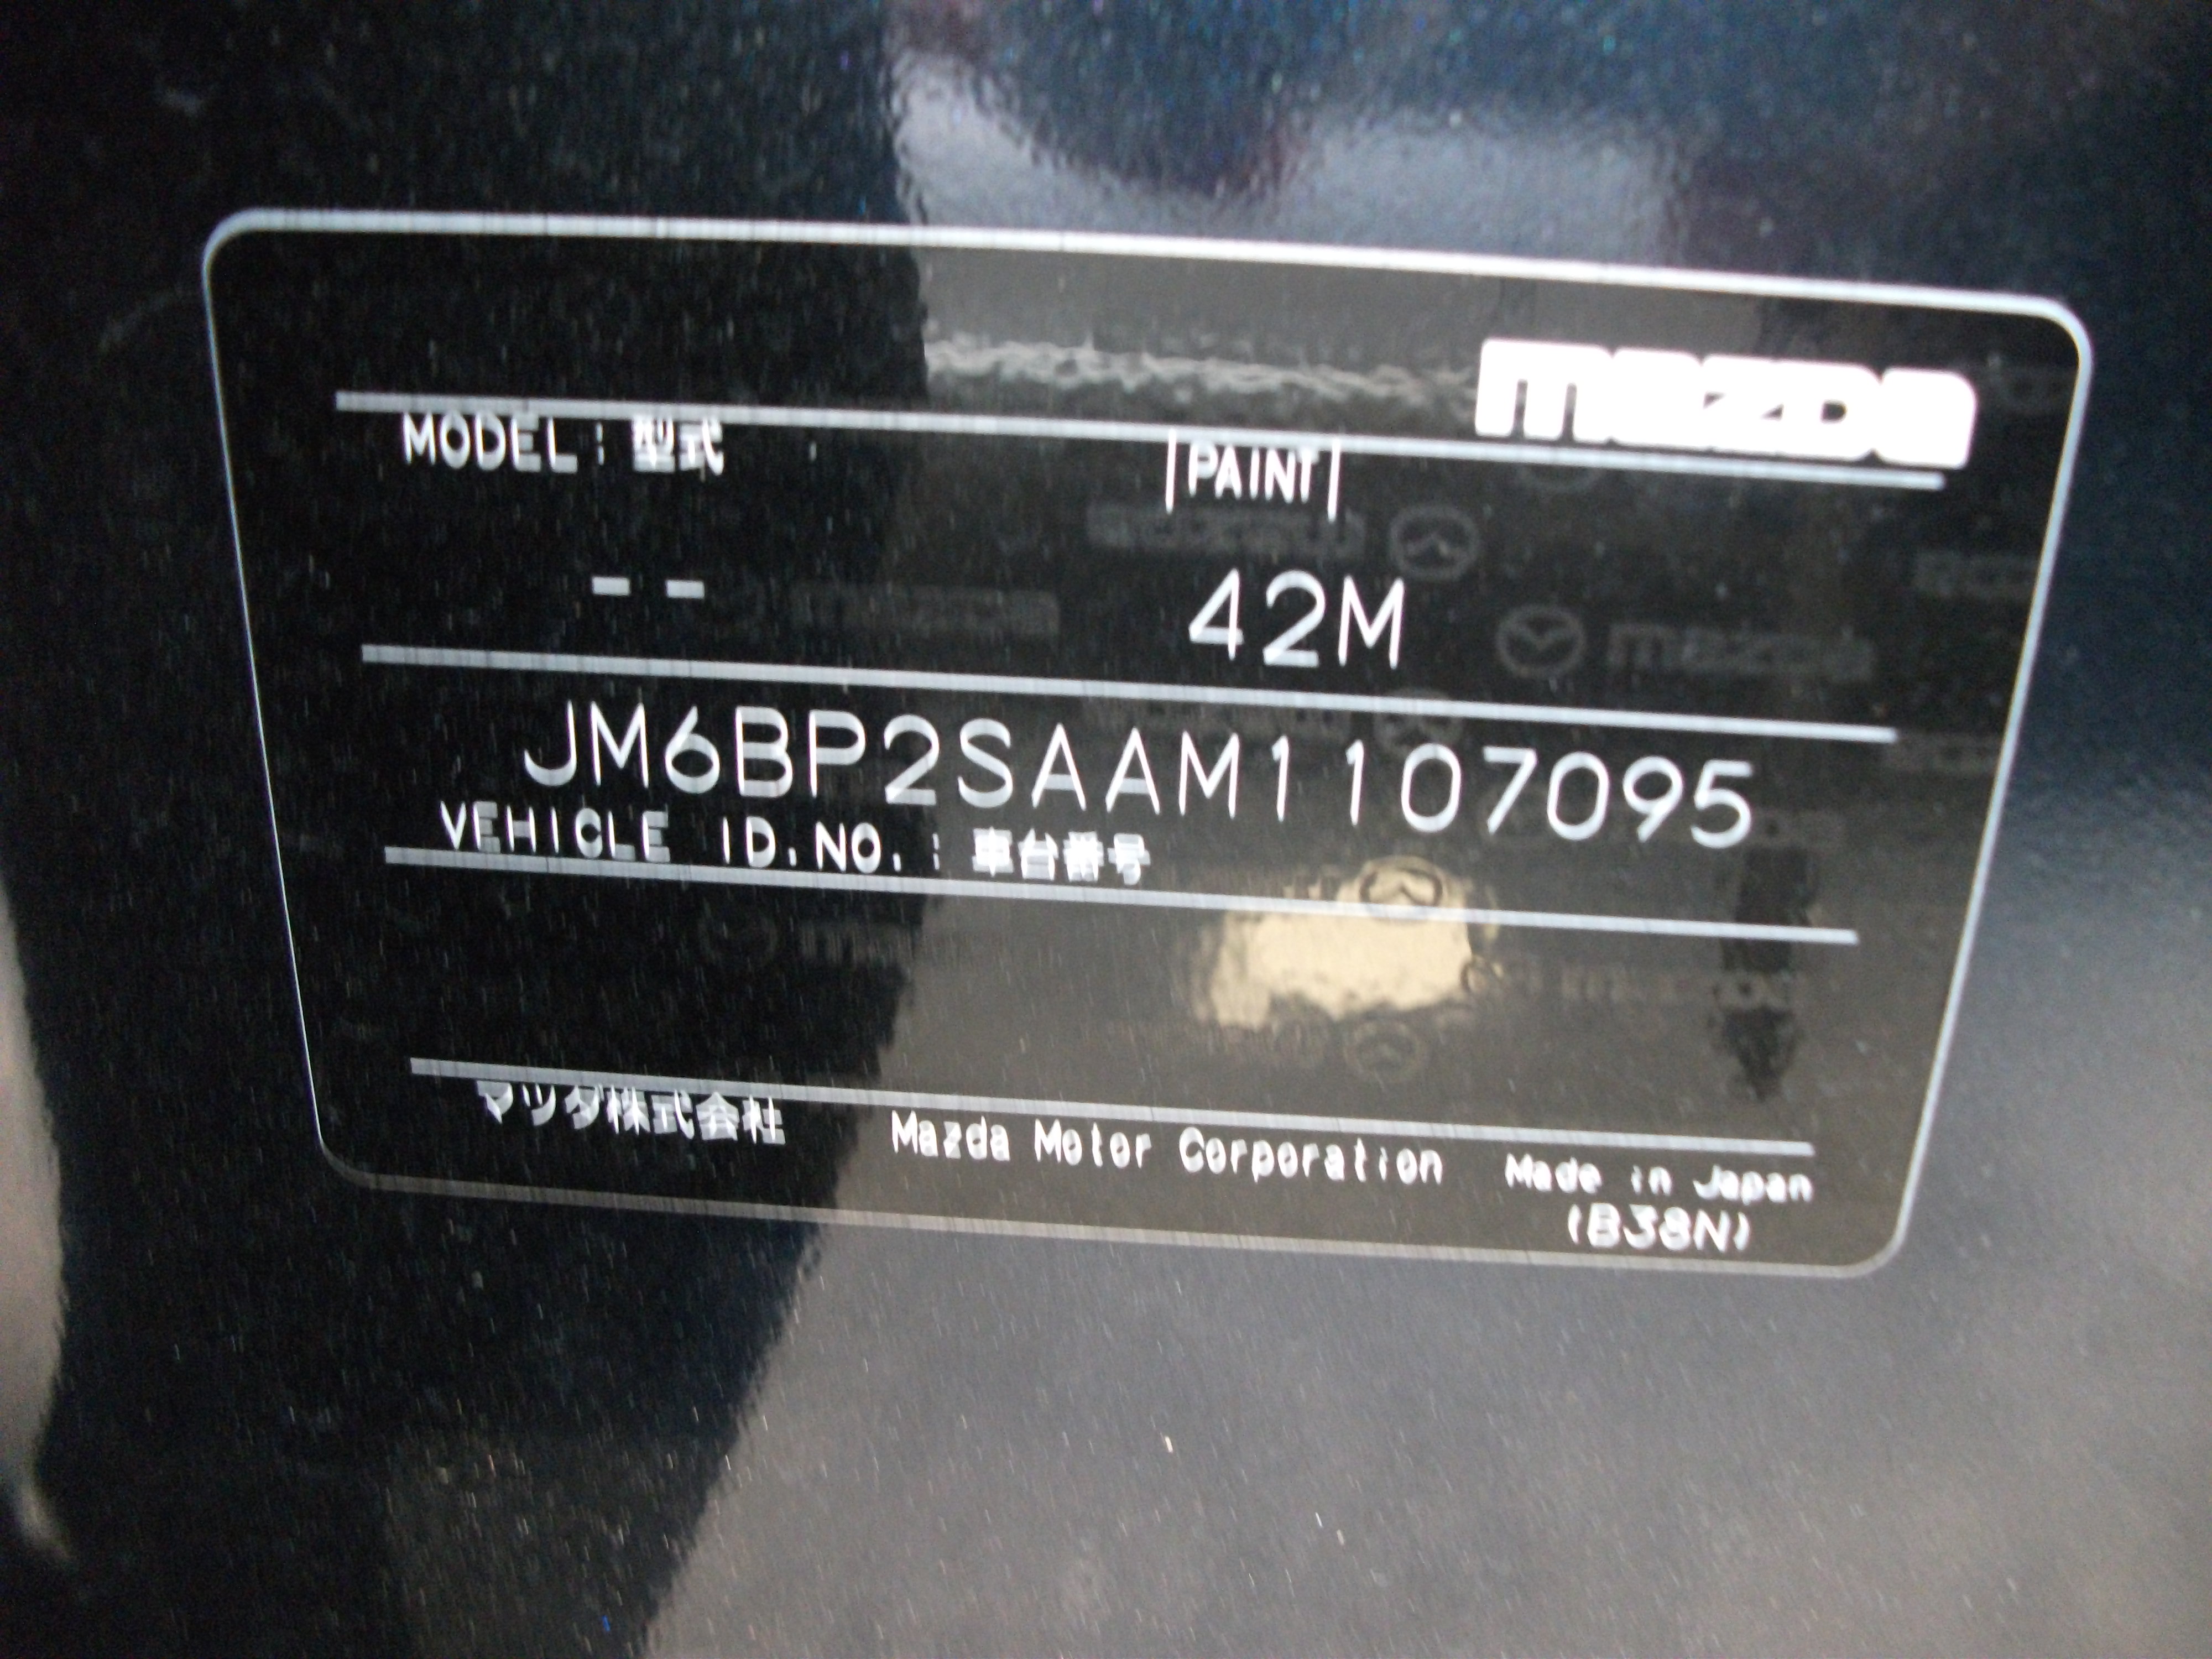 mazda
MODEL : 型式 PAINT
-- 42M
JM6BP2SAAM1107095
VEHICLE ID.NO. : 車台番号
マツダ株式会社 Mazda Motor Corporation Made in Japan
(B38N)